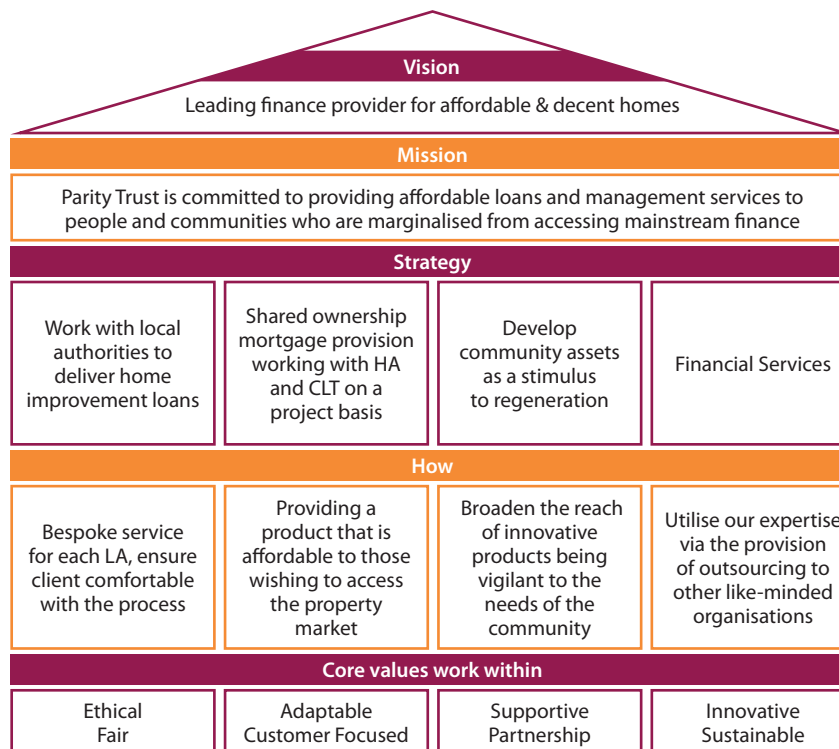 Vision
Leading finance provider for affordable & decent homes
Mission
Parity Trust is committed to providing affordable loans and management services to
people and communities who are marginalised from accessing mainstream finance
Strategy
Work with local
authorities to
deliver home
improvement loans
Shared ownership
mortgage provision
working with HA
and CLT on a
project basis
Develop
community assets
as a stimulus
to regeneration
Financial Services
How
Bespoke service
for each LA, ensure
client comfortable
with the process
Providing a
product that is
affordable to those
wishing to access
the property
market
Broaden the reach
of innovative
products being
vigilant to the
needs of the
community
Utilise our expertise
via the provision
of outsourcing to
other like-minded
organisations
Core values work within
Ethical
Fair
Adaptable
Customer Focused
Supportive
Partnership
Innovative
Sustainable